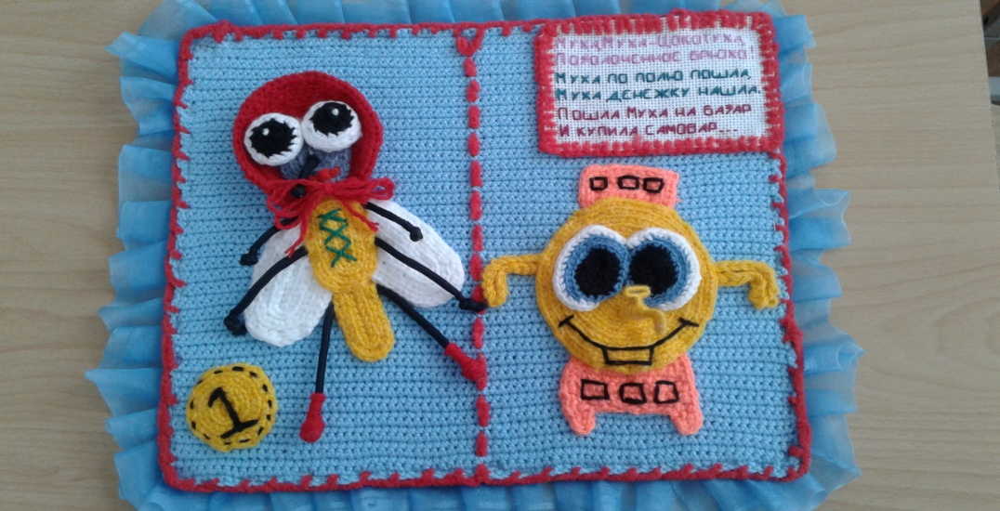 Муха,Муха-Цокотуха,
Позолоченное брюхо!
Муха по полю пошла,
Муха денежку нашла.
Пошла Муха на базар
И купила самовар...
1